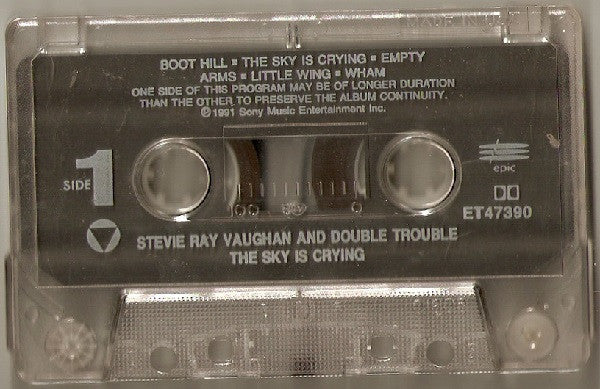 BOOT HILL ▪ THE SKY IS CRYING ▪ EMPTY
ARMS ▪ LITTLE WING ▪ WHAM
ONE SIDE OF THIS PROGRAM MAY BE OF LONGER DURATION
THAN THE OTHER TO PRESERVE THE ALBUM CONTINUITY.
©1991 Sony Music Entertainment Inc.
SIDE 1
epic
ET47390
STEVIE RAY VAUGHAN AND DOUBLE TROUBLE
THE SKY IS CRYING